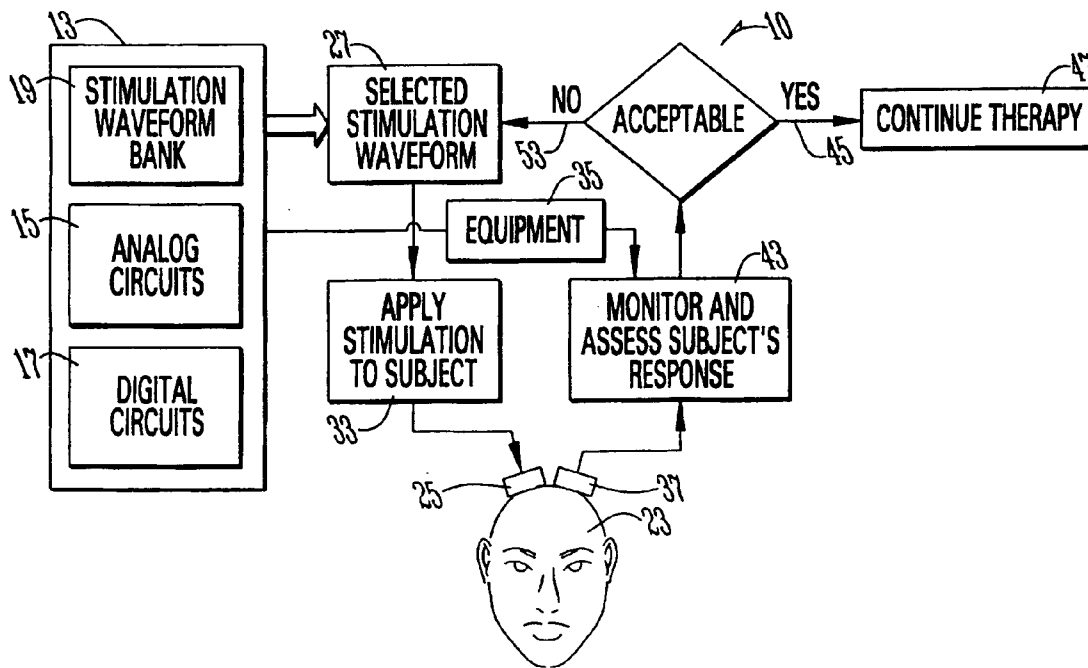 13
27
10
47
19
STIMULATION
WAVEFORM
BANK
SELECTED
STIMULATION
WAVEFORM
NO
53
ACCEPTABLE
YES
45
CONTINUE THERAPY
35
EQUIPMENT
15
ANALOG
CIRCUITS
APPLY
STIMULATION
TO SUBJECT
33
43
MONITOR AND
ASSESS SUBJECT'S
RESPONSE
17
DIGITAL
CIRCUITS
25
37
23